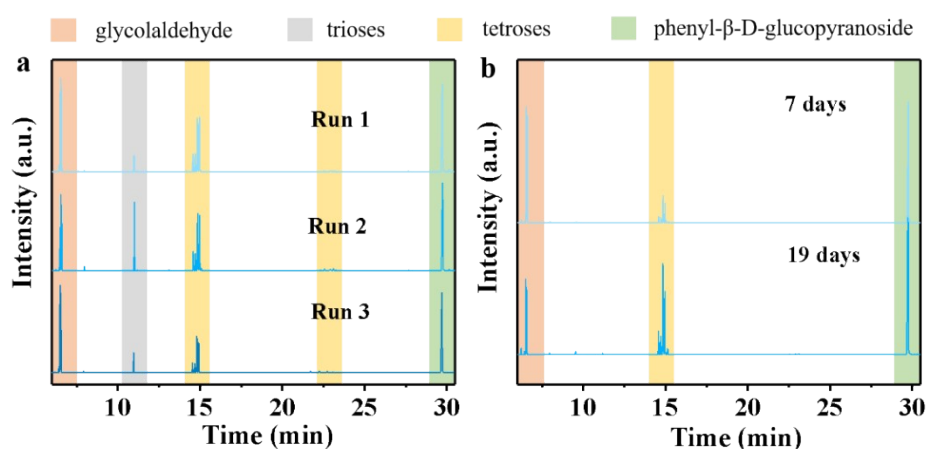 glycolaldehyde trioses tetroses phenyl-β-D-glucopyranoside
a b
Run 1 7 days
Run 2 19 days
Run 3
Intensity (a.u.) Intensity (a.u.)
10 15 20 25 30 10 15 20 25 30
Time (min) Time (min)